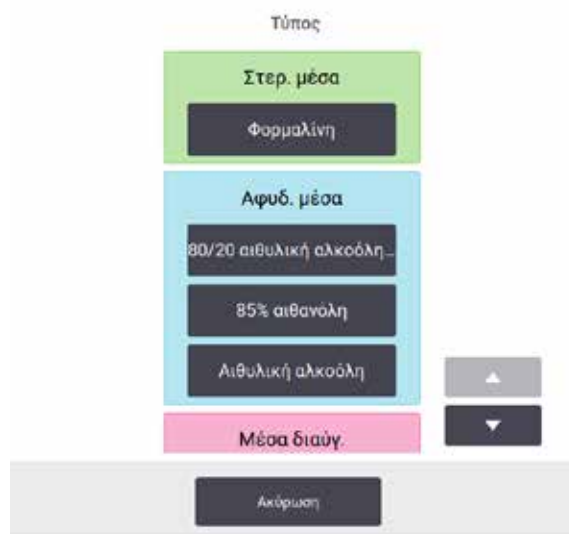 Τύπος
Στερ. μέσα
Φορμαλίνη
Αφυδ. μέσα
80/20 αιθυλική αλκοόλη...
85% αιθανόλη
Αιθυλική αλκοόλη
Μέσα διαύγ.
Ακύρωση